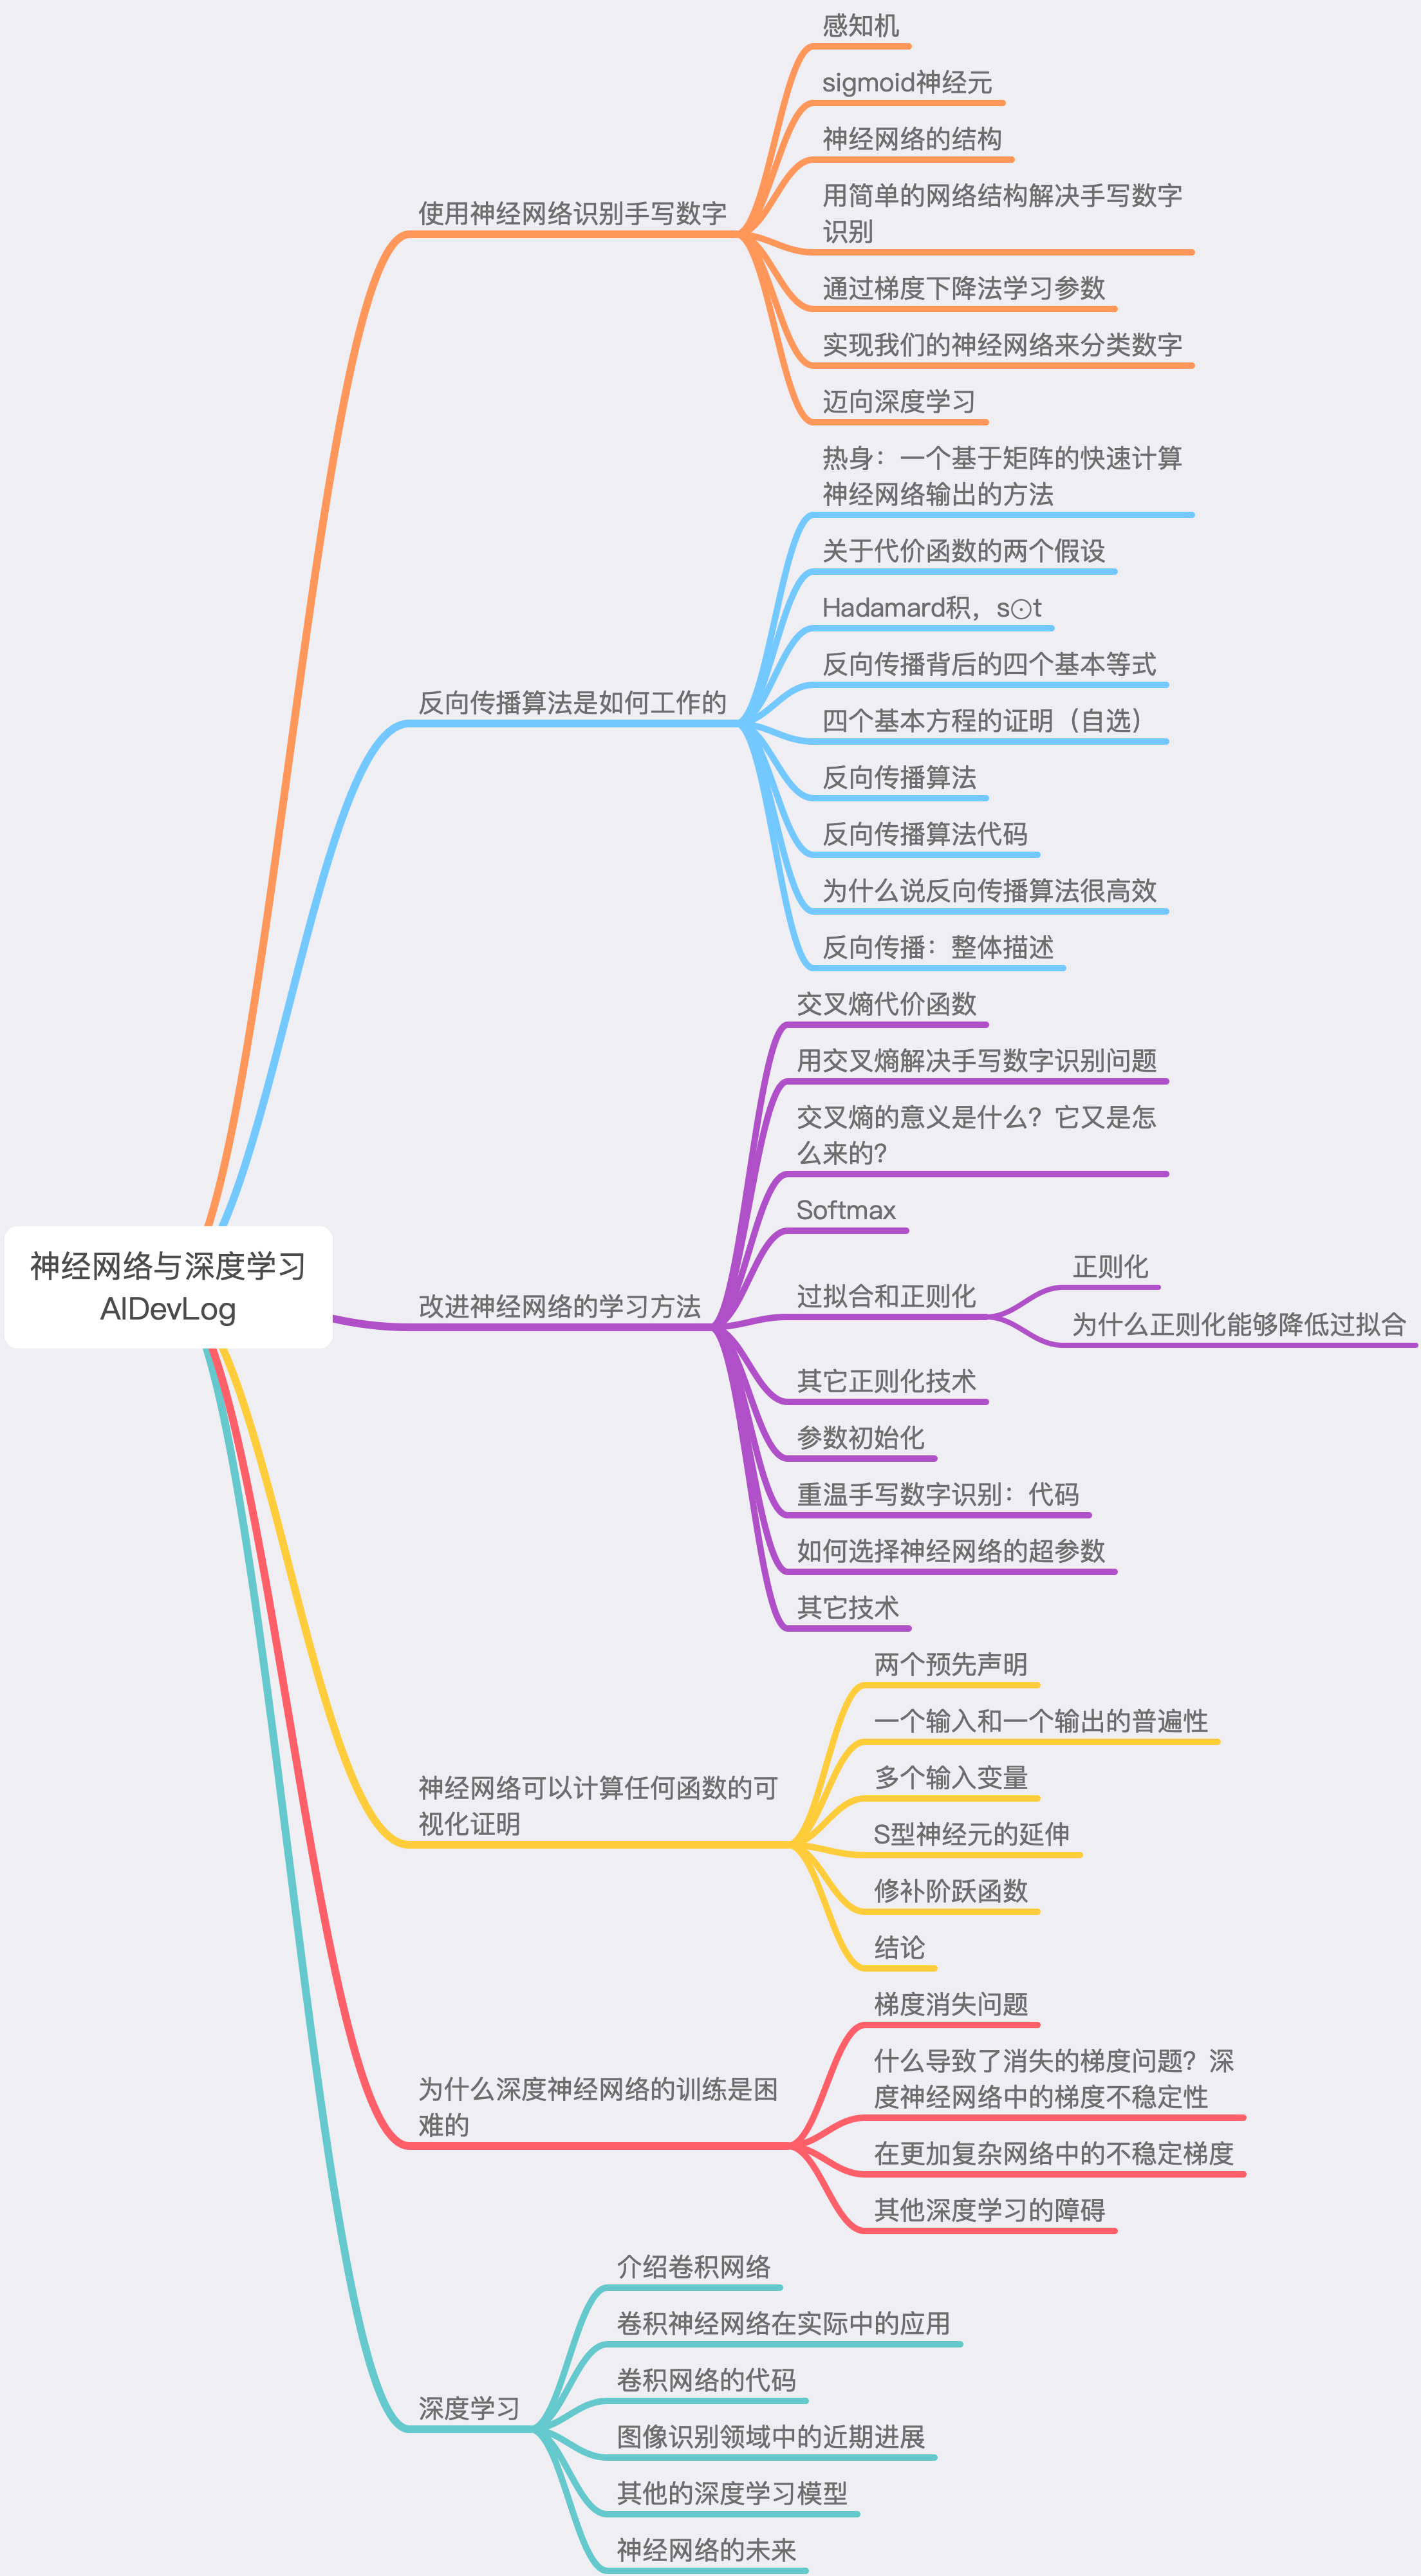 神经网络与深度学习
AIDevLog
使用神经网络识别手写数字
感知机
sigmoid神经元
神经网络的结构
用简单的网络结构解决手写数字
识别
通过梯度下降法学习参数
实现我们的神经网络来分类数字
迈向深度学习
反向传播算法是如何工作的
热身：一个基于矩阵的快速计算
神经网络输出的方法
关于代价函数的两个假设
Hadamard积，s⊙t
反向传播背后的四个基本等式
四个基本方程的证明（自选）
反向传播算法
反向传播算法代码
为什么说反向传播算法很高效
反向传播：整体描述
改进神经网络的学习方法
交叉熵代价函数
用交叉熵解决手写数字识别问题
交叉熵的意义是什么？它又是怎
么来的？
Softmax
过拟合和正则化
正则化
为什么正则化能够降低过拟合
其它正则化技术
参数初始化
重温手写数字识别：代码
如何选择神经网络的超参数
其它技术
神经网络可以计算任何函数的可
视化证明
两个预先声明
一个输入和一个输出的普遍性
多个输入变量
S型神经元的延伸
修补阶跃函数
结论
为什么深度神经网络的训练是困
难的
梯度消失问题
什么导致了消失的梯度问题？深
度神经网络中的梯度不稳定性
在更加复杂网络中的不稳定梯度
其他深度学习的障碍
深度学习
介绍卷积网络
卷积神经网络在实际中的应用
卷积网络的代码
图像识别领域中的近期进展
其他的深度学习模型
神经网络的未来